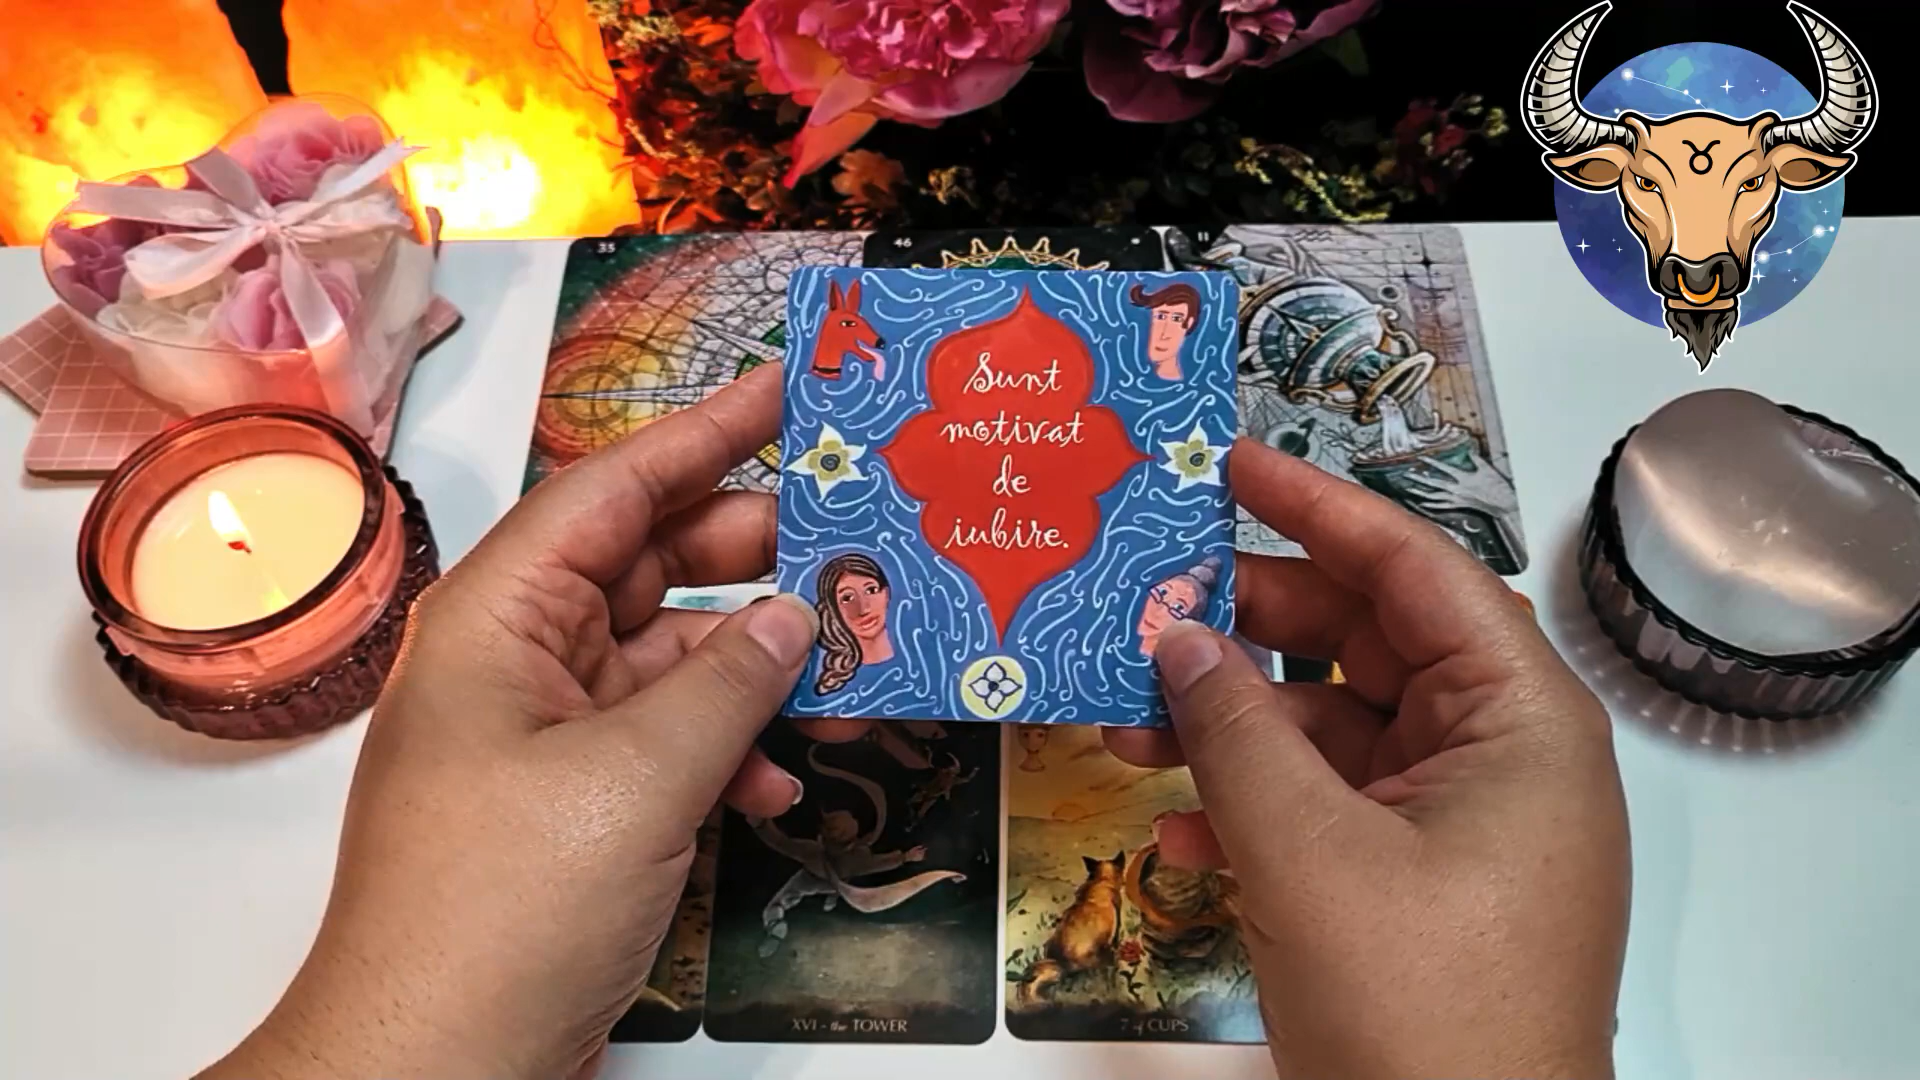 35
46
11
Sunt
motivat
de
iubire.
XVI - the TOWER
7 of CUPS